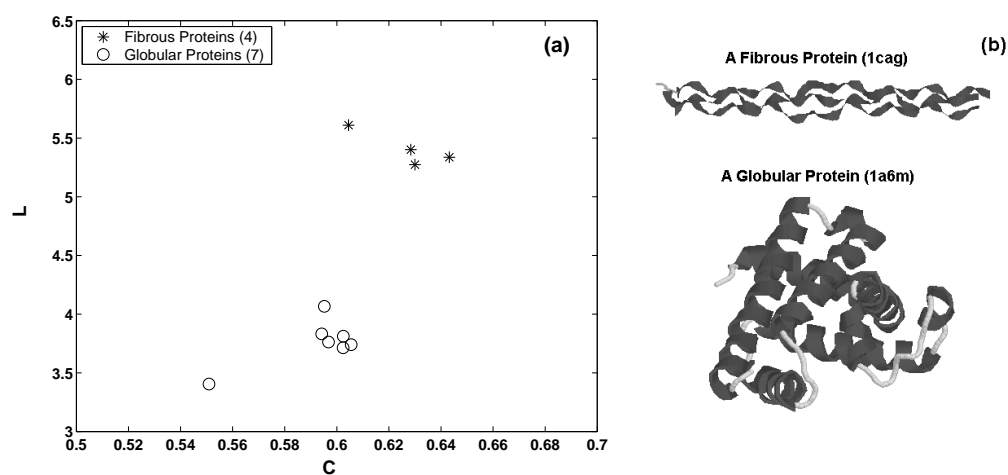 6.5
6
5.5
5
4.5
4
3.5
3
L
Fibrous Proteins (4)
Globular Proteins (7)
(a)
0.5 0.52 0.54 0.56 0.58 0.6 0.62 0.64 0.66 0.68 0.7
C
(b)
A Fibrous Protein (1cag)
A Globular Protein (1a6m)